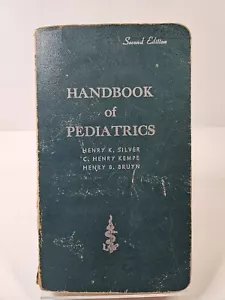 Second Edition
HANDBOOK
of
PEDIATRICS
HENRY K. SILVER
C. HENRY KEMPE
HENRY B. BRUYN